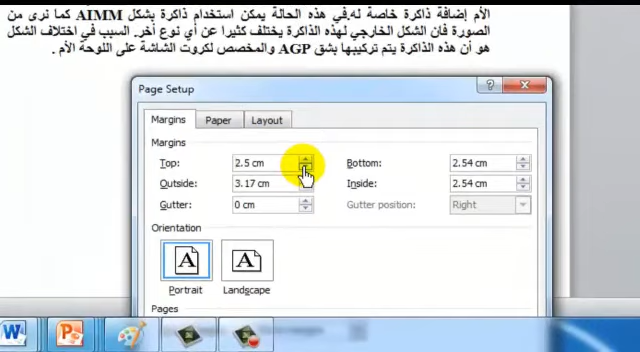 الأم إضافة ذاكرة خاصة له.في هذه الحالة يمكن استخدام ذاكرة بشكل AIMM كما نرى من
الصورة فان الشكل الخارجي لهذه الذاكرة يختلف كثيرا عن أي نوع أخر. السبب في اختلاف الشكل
هو أن هذه الذاكرة يتم تركيبها بشق AGP والمخصص لكروت الشاشة على اللوحة الأم .
Page Setup
Margins Paper Layout
Margins
Top: 2.5 cm Bottom: 2.54 cm
Outside: 3.17 cm Inside: 2.54 cm
Gutter: 0 cm Gutter position: Right
Orientation
A A
Portrait Landscape
Pages
W P